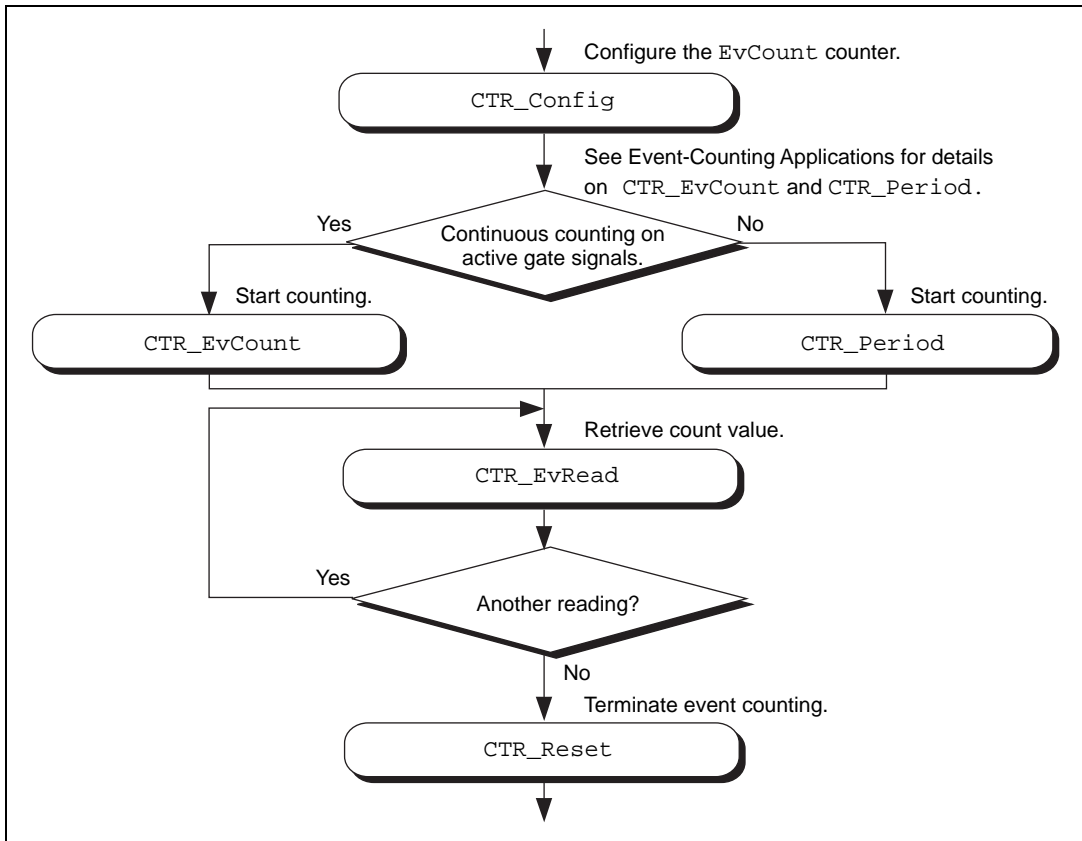 Configure the EvCount counter.
CTR_Config
See Event-Counting Applications for details
on CTR_EvCount and CTR_Period.
Yes
No
Continuous counting on
active gate signals.
Start counting.
Start counting.
CTR_EvCount
CTR_Period
Retrieve count value.
CTR_EvRead
Yes
Another reading?
No
Terminate event counting.
CTR_Reset